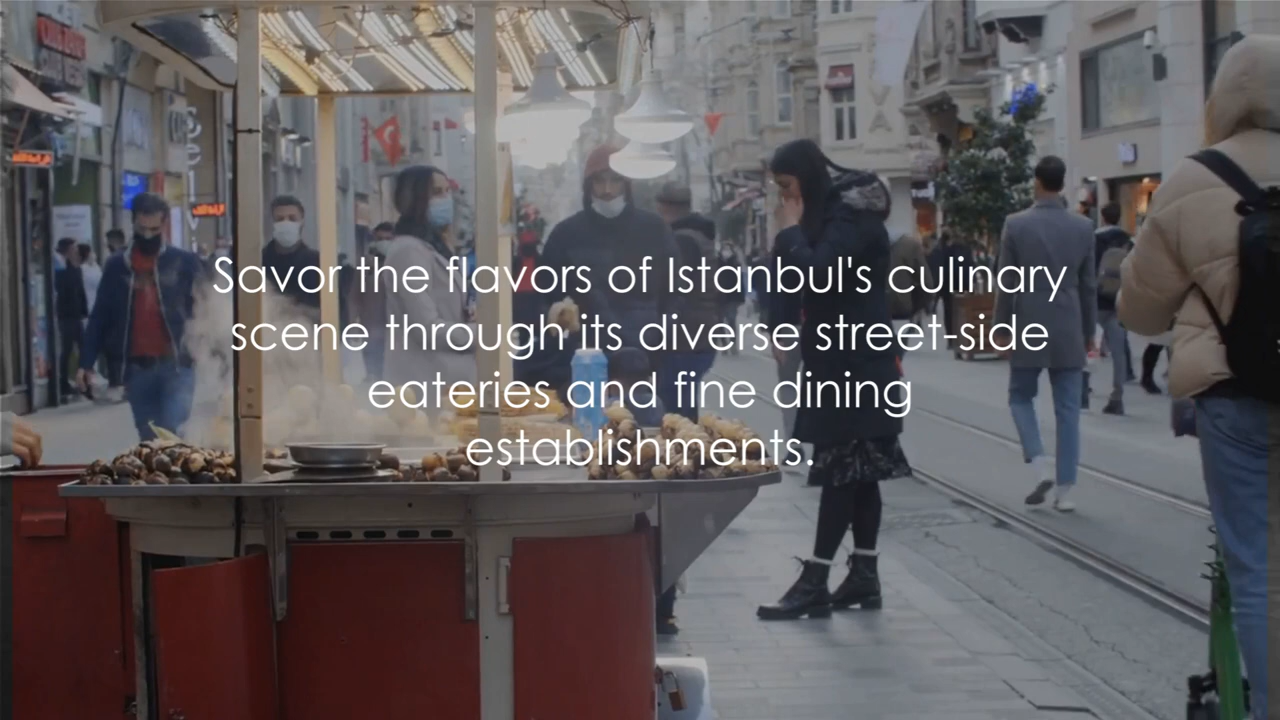 Savor the flavors of Istanbul's culinary
scene through its diverse street-side
eateries and fine dining
establishments.